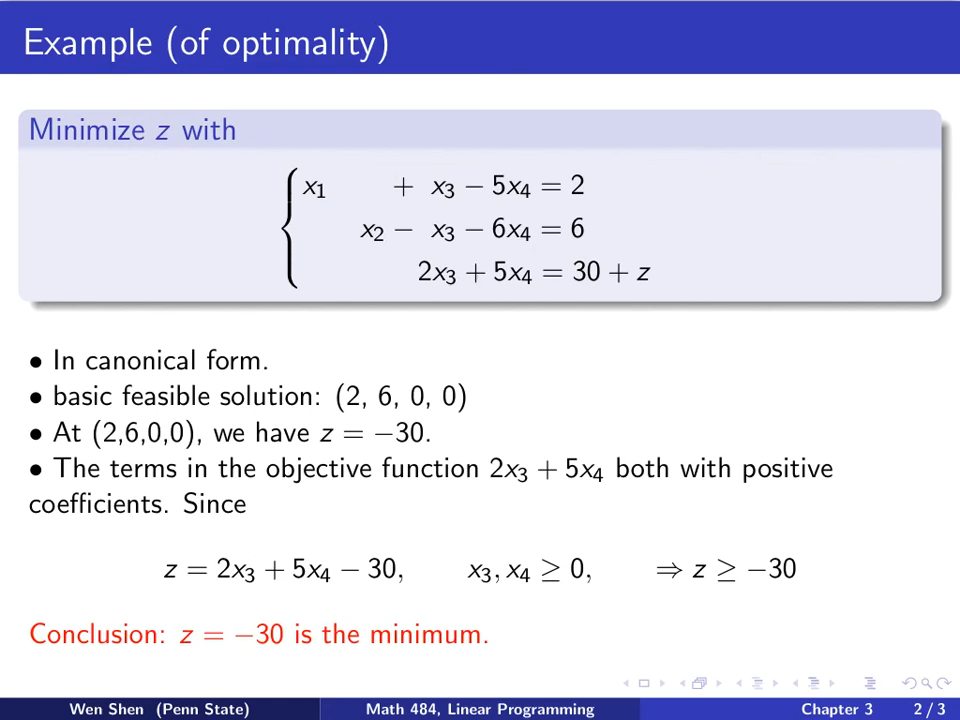 Example (of optimality)
Minimize z with
x₁ + x₃ − 5x₄ = 2
x₂ − x₃ − 6x₄ = 6
2x₃ + 5x₄ = 30 + z
• In canonical form.
• basic feasible solution: (2, 6, 0, 0)
• At (2,6,0,0), we have z = −30.
• The terms in the objective function 2x₃ + 5x₄ both with positive
coefficients. Since
z = 2x₃ + 5x₄ − 30, x₃, x₄ ≥ 0, ⇒ z ≥ −30
Conclusion: z = −30 is the minimum.
Wen Shen (Penn State) Math 484, Linear Programming Chapter 3 2 / 3